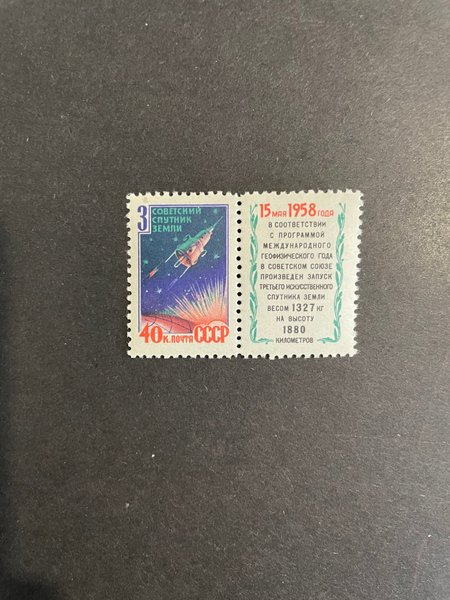 3 СОВЕТСКИЙ
СПУТНИК
ЗЕМЛИ
40 К. ПОЧТА СССР
15 МАЯ 1958 ГОДА
В СООТВЕТСТВИИ
С ПРОГРАММОЙ
МЕЖДУНАРОДНОГО
ГЕОФИЗИЧЕСКОГО ГОДА
В СОВЕТСКОМ СОЮЗЕ
ПРОИЗВЕДЕН ЗАПУСК
ТРЕТЬЕГО ИСКУССТВЕННОГО
СПУТНИКА ЗЕМЛИ
ВЕСОМ 1327 КГ
НА ВЫСОТУ
1880
КИЛОМЕТРОВ